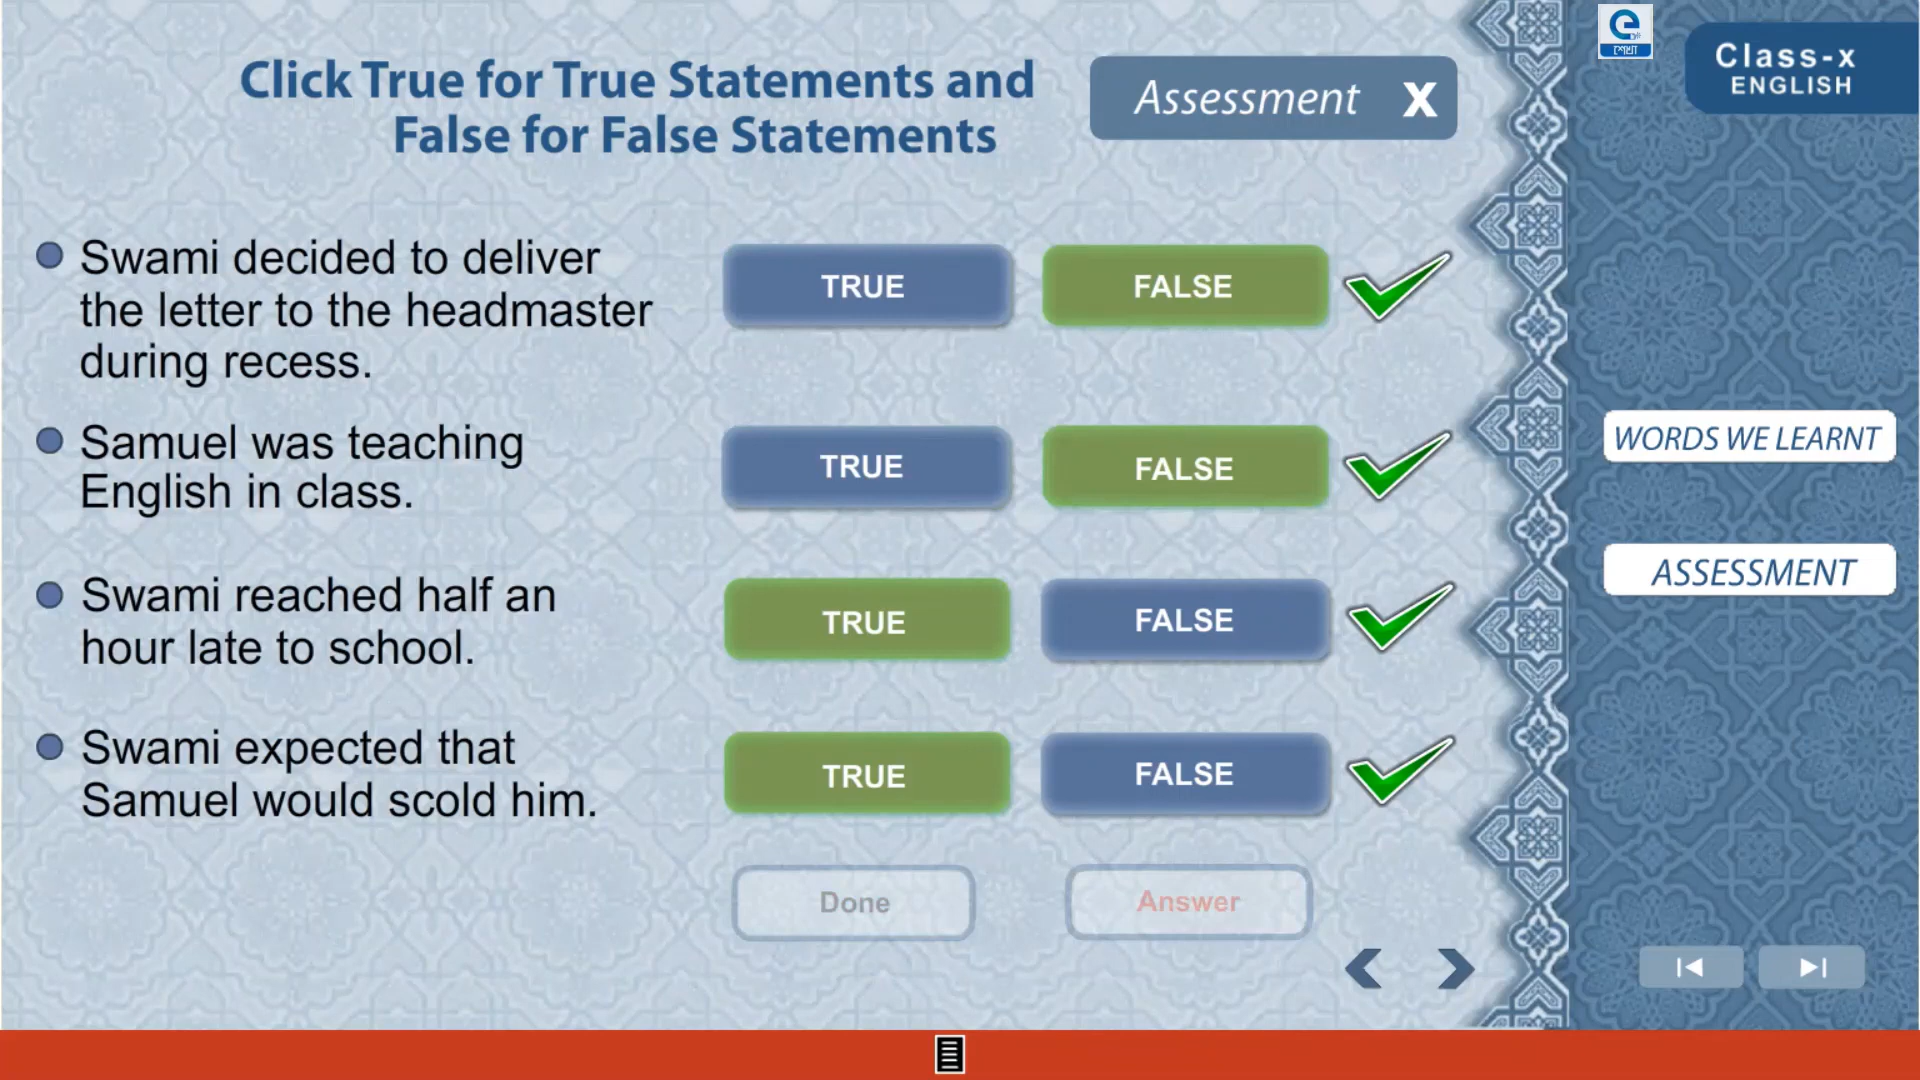 Click True for True Statements and
False for False Statements
Assessment X
Class-x
ENGLISH
Swami decided to deliver
the letter to the headmaster
during recess.
TRUE FALSE
Samuel was teaching
English in class.
TRUE FALSE
Swami reached half an
hour late to school.
TRUE FALSE
Swami expected that
Samuel would scold him.
TRUE FALSE
Done Answer
WORDS WE LEARNT
ASSESSMENT